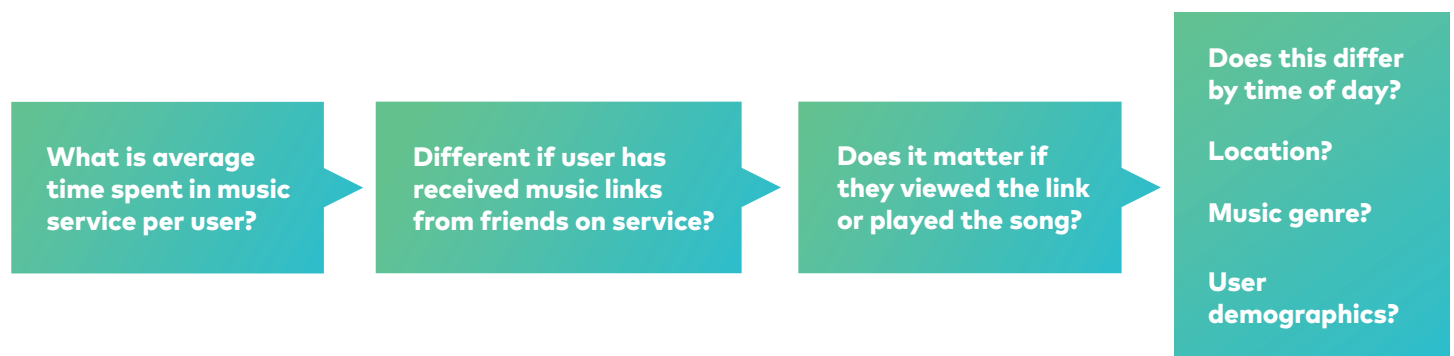 What is average
time spent in music
service per user?
Different if user has
received music links
from friends on service?
Does it matter if
they viewed the link
or played the song?
Does this differ
by time of day?
Location?
Music genre?
User
demographics?